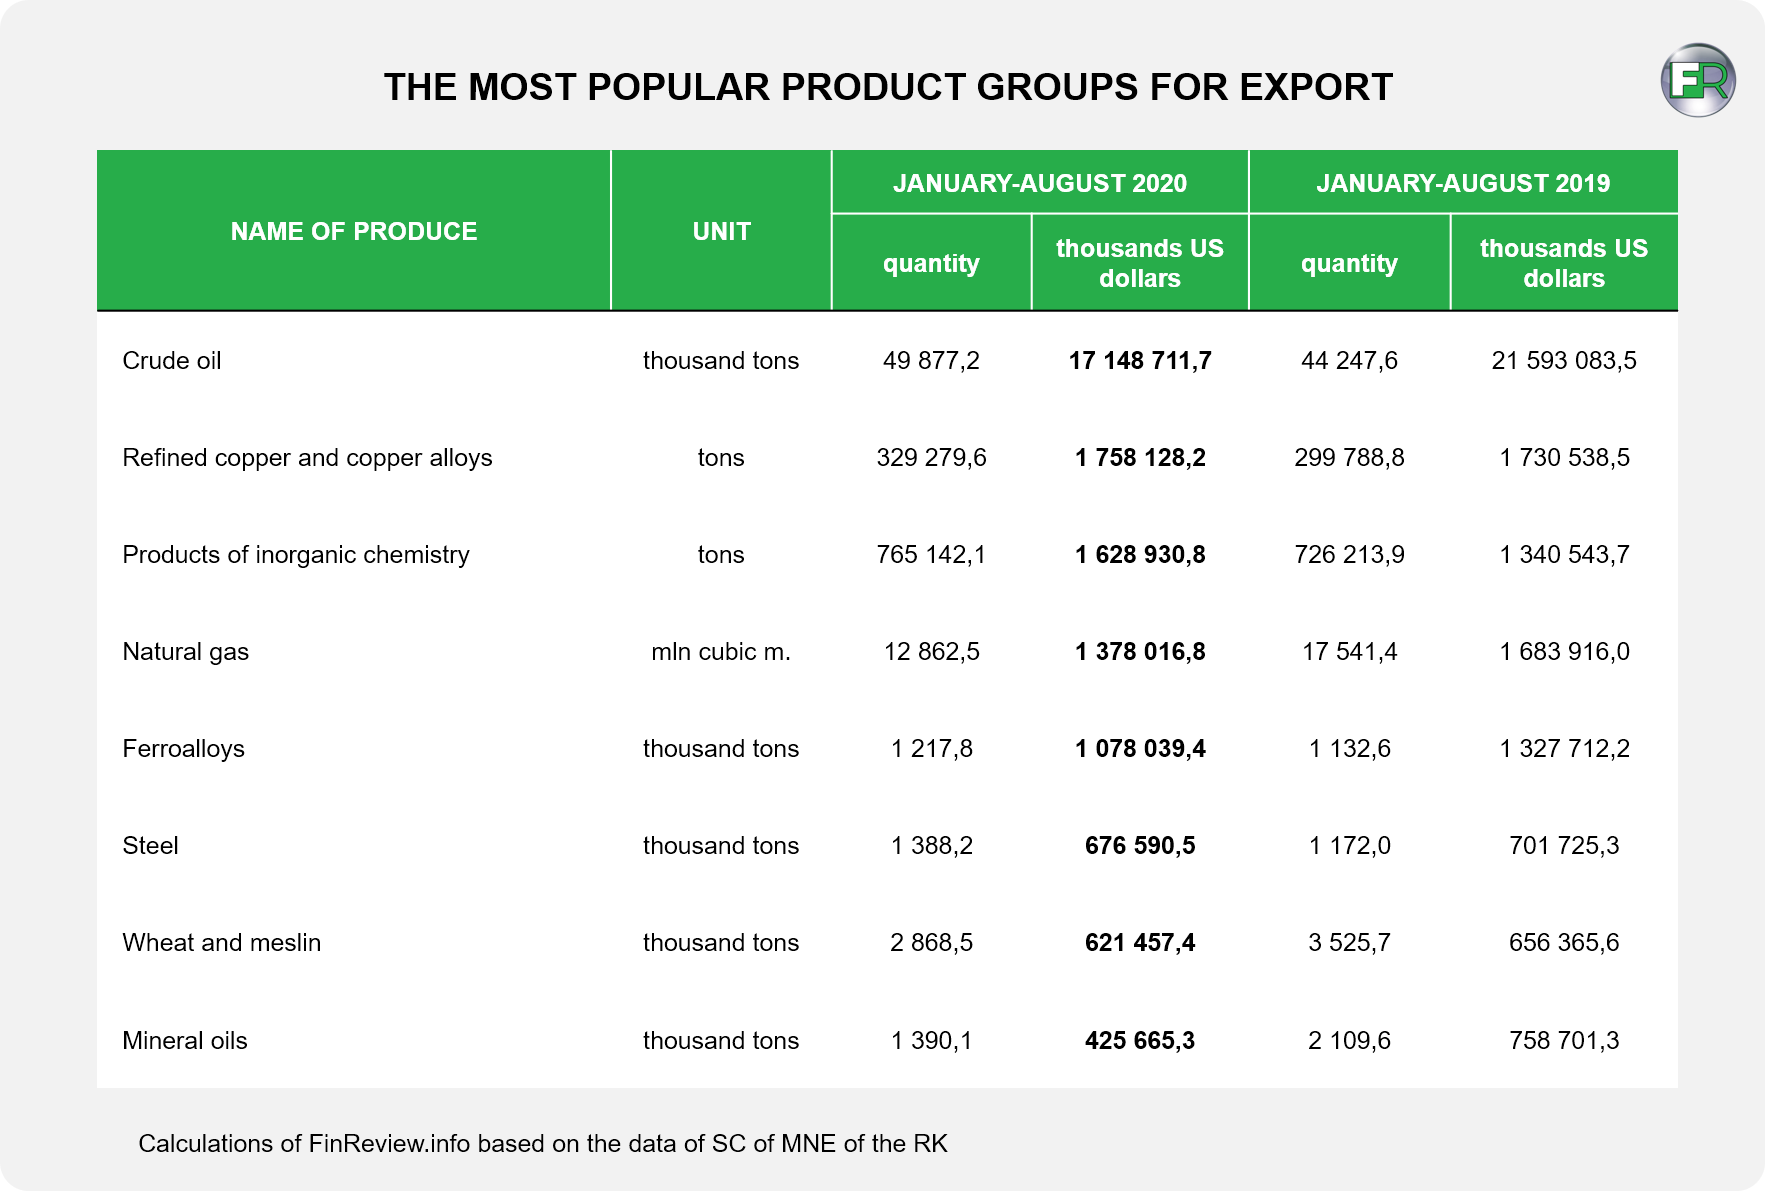 THE MOST POPULAR PRODUCT GROUPS FOR EXPORT
FR
NAME OF PRODUCE
UNIT
JANUARY-AUGUST 2020
JANUARY-AUGUST 2019
quantity
thousands US
dollars
quantity
thousands US
dollars
Crude oil thousand tons 49 877,2 17 148 711,7 44 247,6 21 593 083,5
Refined copper and copper alloys tons 329 279,6 1 758 128,2 299 788,8 1 730 538,5
Products of inorganic chemistry tons 765 142,1 1 628 930,8 726 213,9 1 340 543,7
Natural gas mln cubic m. 12 862,5 1 378 016,8 17 541,4 1 683 916,0
Ferroalloys thousand tons 1 217,8 1 078 039,4 1 132,6 1 327 712,2
Steel thousand tons 1 388,2 676 590,5 1 172,0 701 725,3
Wheat and meslin thousand tons 2 868,5 621 457,4 3 525,7 656 365,6
Mineral oils thousand tons 1 390,1 425 665,3 2 109,6 758 701,3
Calculations of FinReview.info based on the data of SC of MNE of the RK